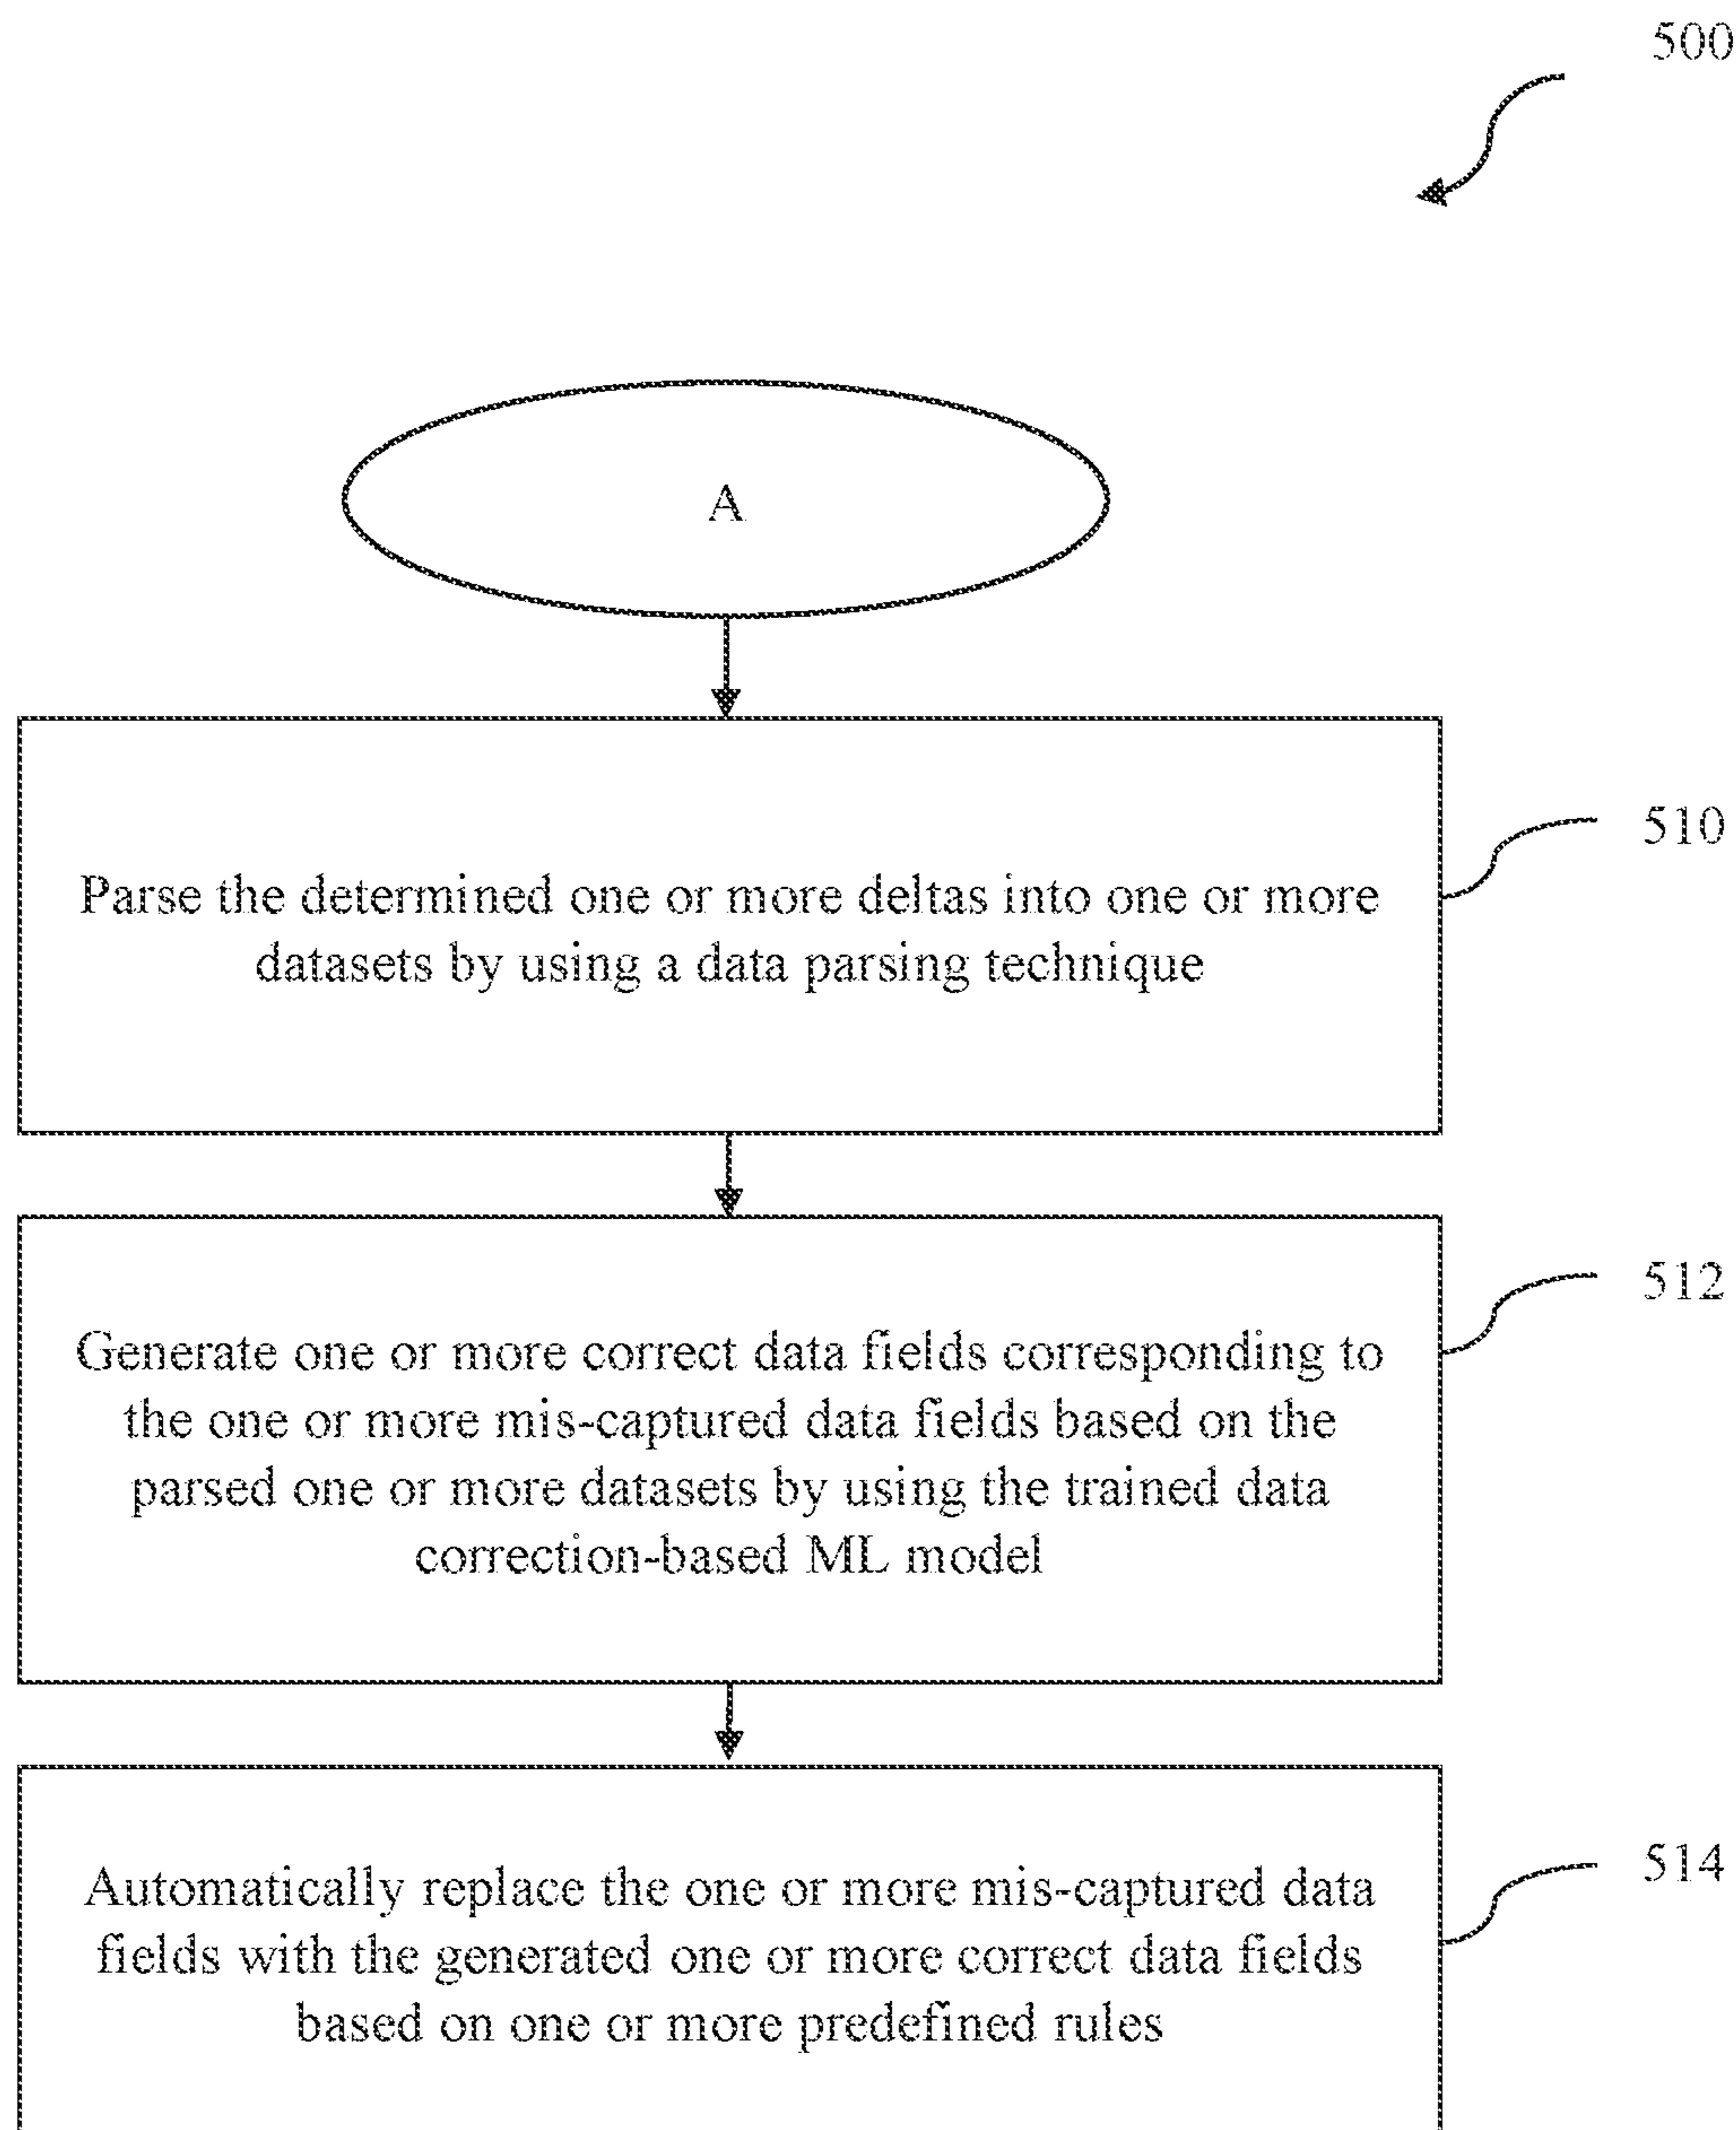 500
A
510
Parse the determined one or more deltas into one or more
datasets by using a data parsing technique
512
Generate one or more correct data fields corresponding to
the one or more mis-captured data fields based on the
parsed one or more datasets by using the trained data
correction-based ML model
514
Automatically replace the one or more mis-captured data
fields with the generated one or more correct data fields
based on one or more predefined rules